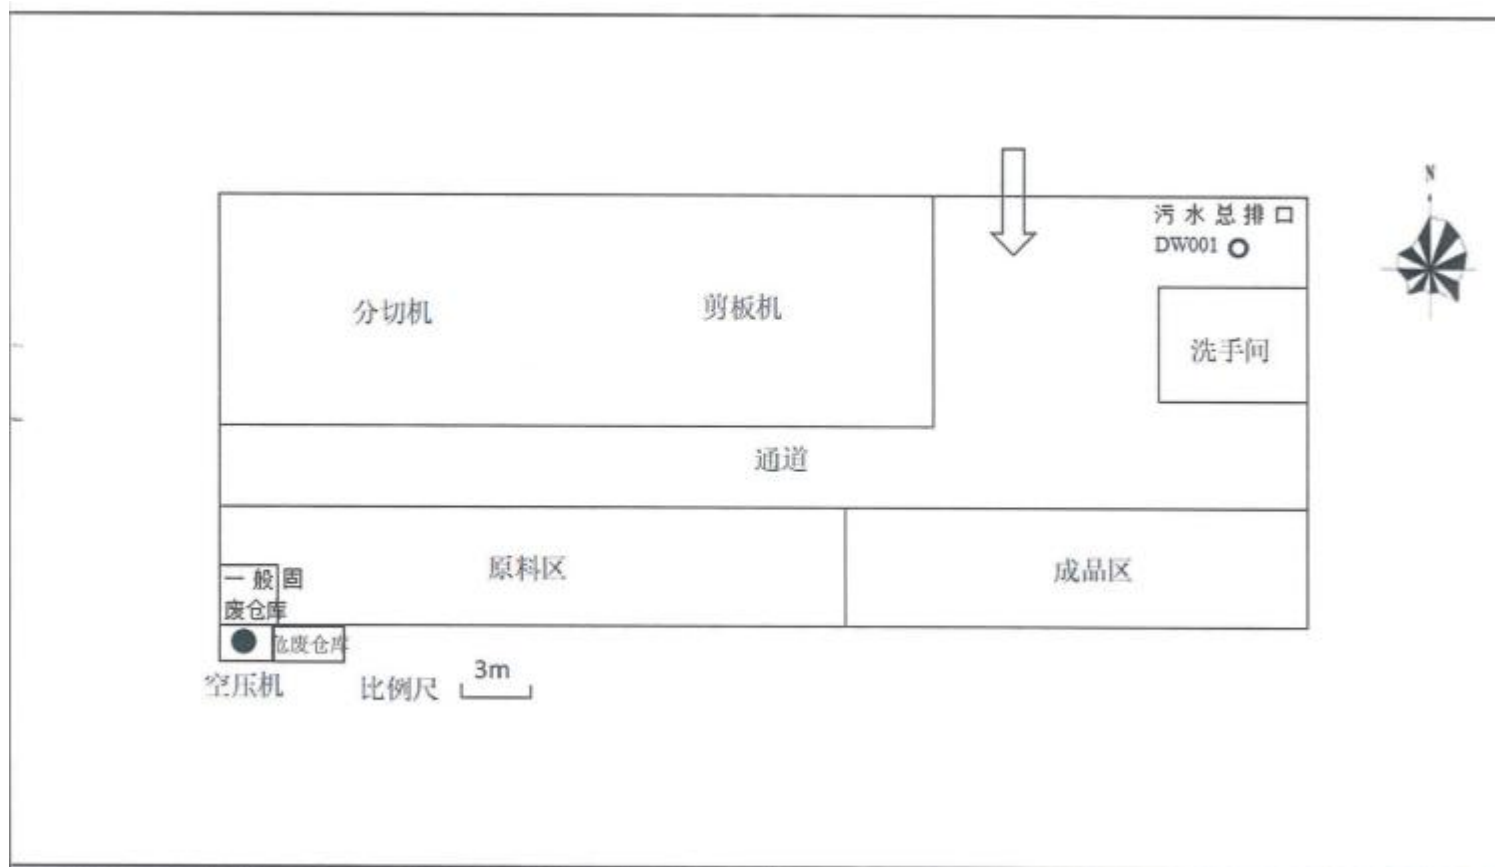 N
污水总排口
DW001
分切机
剪板机
洗手间
通道
原料区
成品区
一般固
废仓库
危废仓库
空压机
比例尺
3m